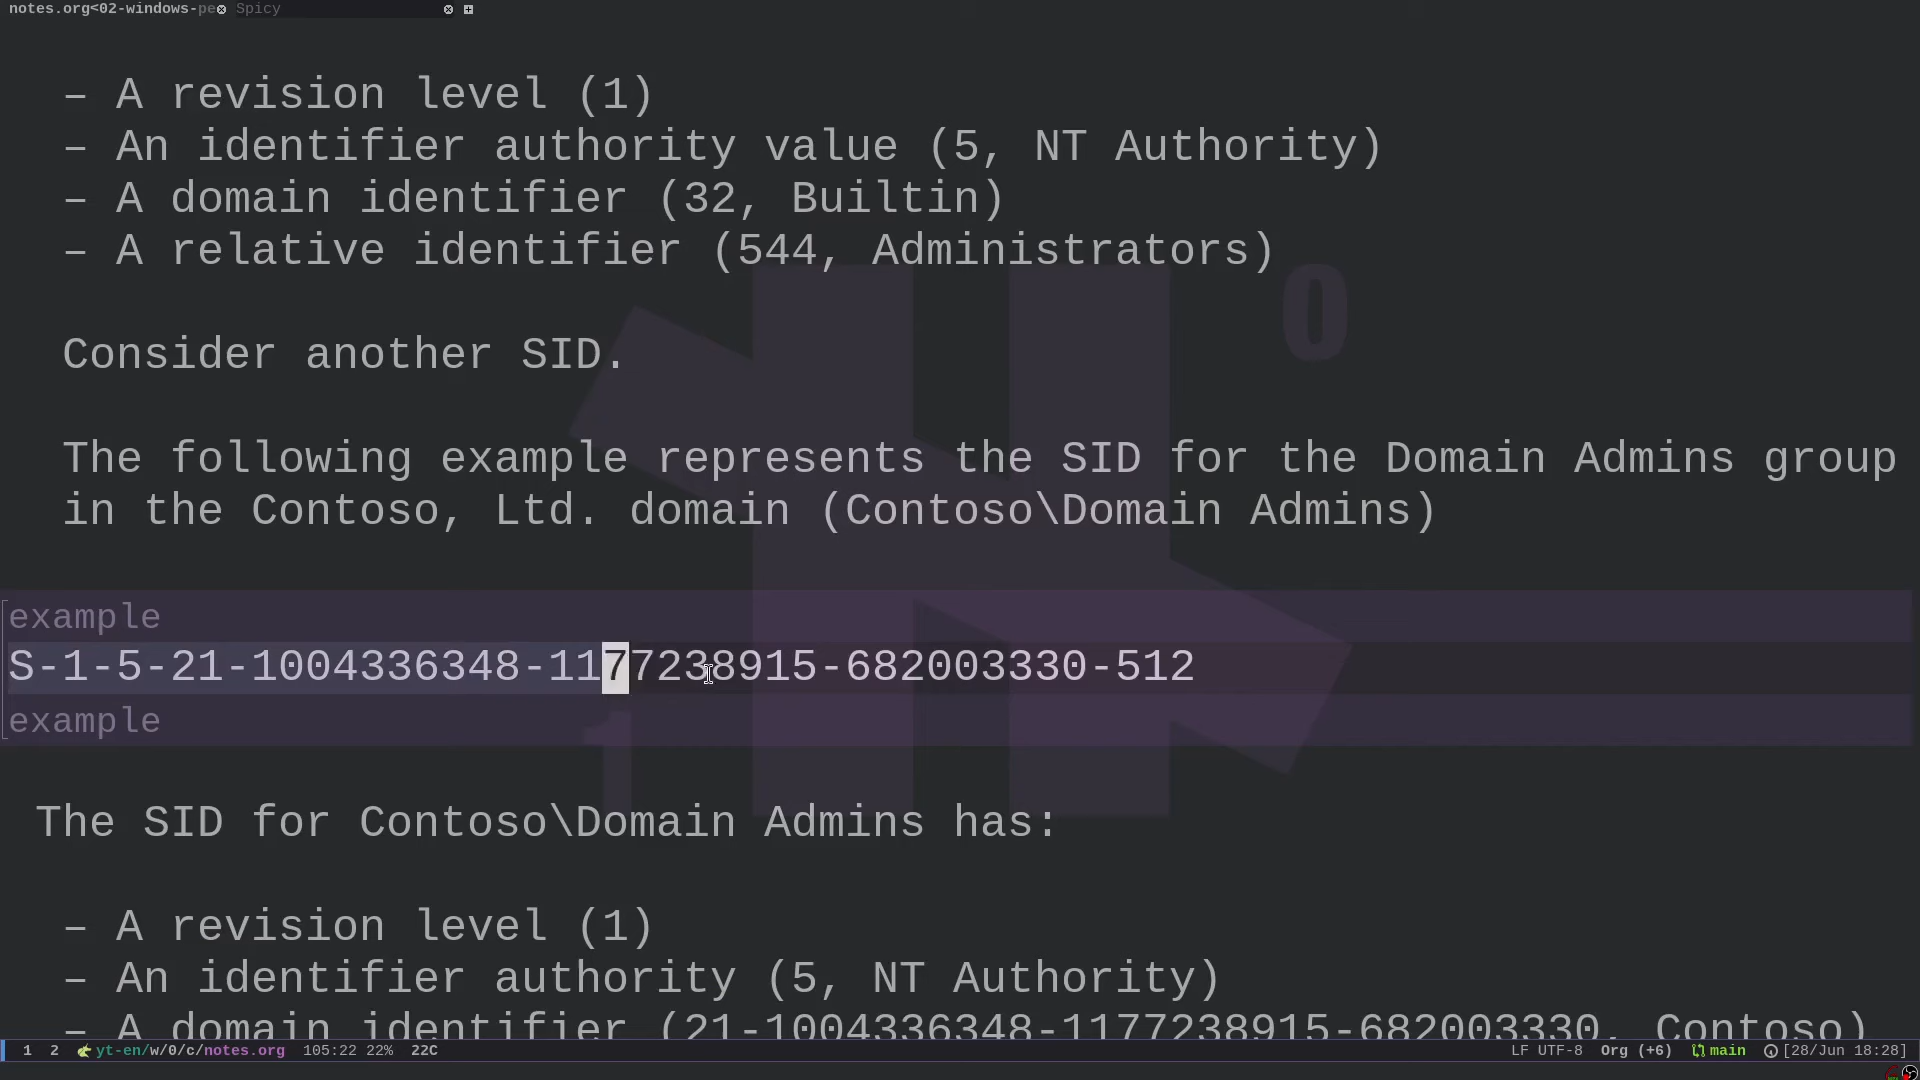 notes.org<02-windows-pe
Spicy
– A revision level (1)
– An identifier authority value (5, NT Authority)
– A domain identifier (32, Builtin)
– A relative identifier (544, Administrators)
Consider another SID.
The following example represents the SID for the Domain Admins group
in the Contoso, Ltd. domain (Contoso\Domain Admins)
example
S-1-5-21-1004336348-1177238915-682003330-512
example
The SID for Contoso\Domain Admins has:
– A revision level (1)
– An identifier authority (5, NT Authority)
– A domain identifier (21-1004336348-1177238915-682003330, Contoso)
1 2 yt-en/w/0/c/notes.org 105:22 22% 22C LF UTF-8 Org (+6) main [28/Jun 18:28]